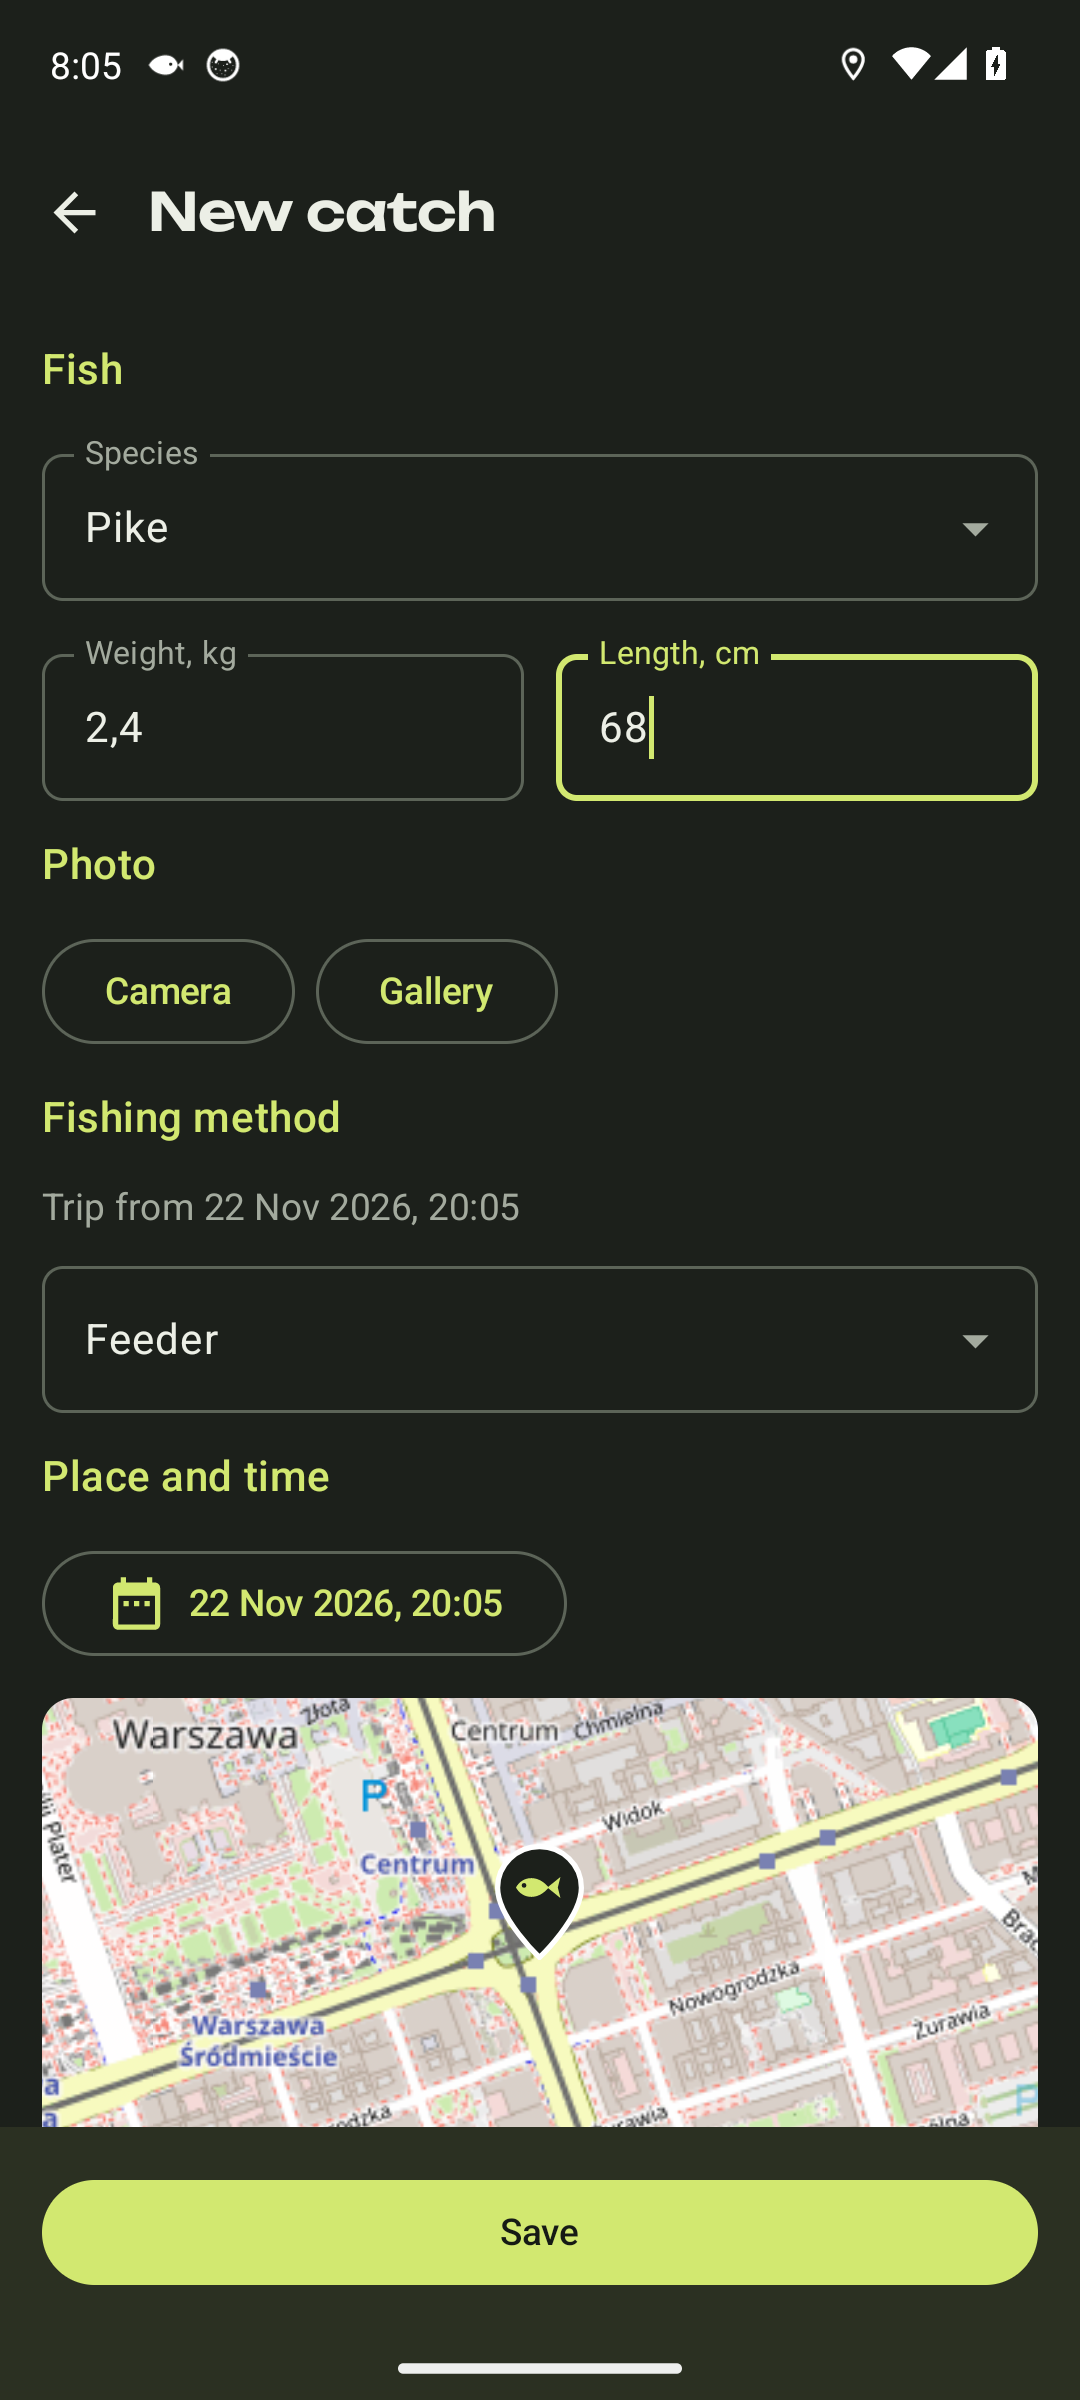 8:05
New catch
Fish
Species
Pike
Weight, kg
Length, cm
2,4
68
Photo
Camera
Gallery
Fishing method
Trip from 22 Nov 2026, 20:05
Feeder
Place and time
22 Nov 2026, 20:05
Złota
Warszawa
Centrum
Chmielna
P
Widok
Plater
Centrum
Nowogrodzka
Żurawia
Warszawa
Śródmieście
P
Save